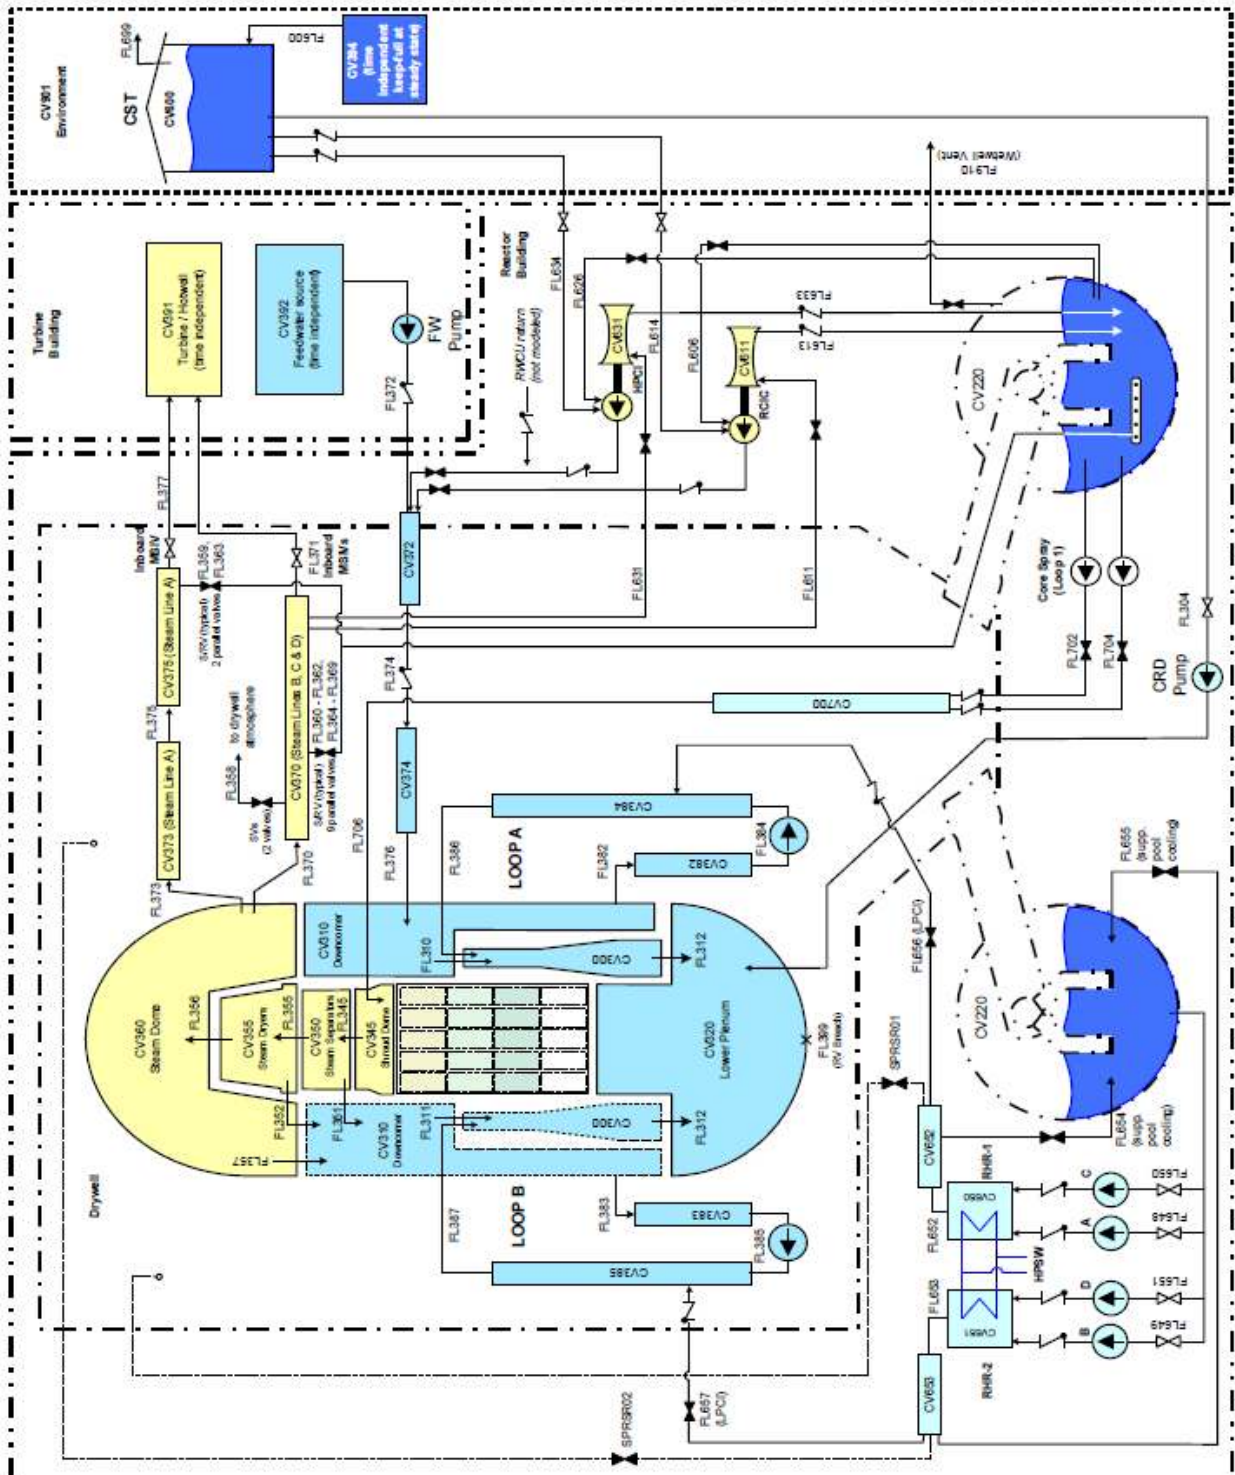 CV901
Environment
CST
CV600
FL699
FL600
CV394
(time
independent
keep-full at
steady state)
Turbine
Building
CV391
Turbine / Hotwell
(time independent)
CV392
Feedwater source
(time independent)
FW
Pump
FL372
Reactor
Building
RWCU return
(not modeled)
FL634
FL626
FL614
FL606
CV631
HPCI
CV611
RCIC
FL633
FL613
FL910
(Wetwell Vent)
CV220
FL377
Inboard
MSIV
FL359,
FL363
S/RV (typical)
2 parallel valves
FL371
Inboard
MSIVs
CV372
FL631
FL611
Core Spray
(Loop 1)
FL702
FL704
FL304
CRD
Pump
CV375 (Steam Line A)
FL375
CV373 (Steam Line A)
FL373
to drywell
atmosphere
FL358
SVs
(2 valves)
CV370 (Steam Lines B, C & D)
FL370
S/RV (typical)
9 parallel valves
FL360 - FL362,
FL364 - FL369
FL374
CV374
FL376
FL706
CV700
FL386
LOOP A
CV384
FL382
CV382
FL384
CV360
Steam Dome
FL356
CV355
Steam Dryers
FL355
CV350
Steam Separators
FL345
CV345
Shroud Dome
CV310
Downcomer
FL310
CV300
FL312
CV320
Lower Plenum
FL399
(RV Breach)
FL352
FL351
FL357
CV310
Downcomer
FL311
CV300
FL312
Drywell
FL387
LOOP B
CV385
FL383
CV383
FL385
FL656 (LPCI)
FL655
(supp.
pool
cooling)
CV220
SPRSR01
CV652
FL654
(supp.
pool
cooling)
RHR-1
CV650
FL652
C
FL650
A
FL648
HPSW
FL653
CV651
RHR-2
D
FL651
B
FL649
CV653
FL657
(LPCI)
SPRSR02